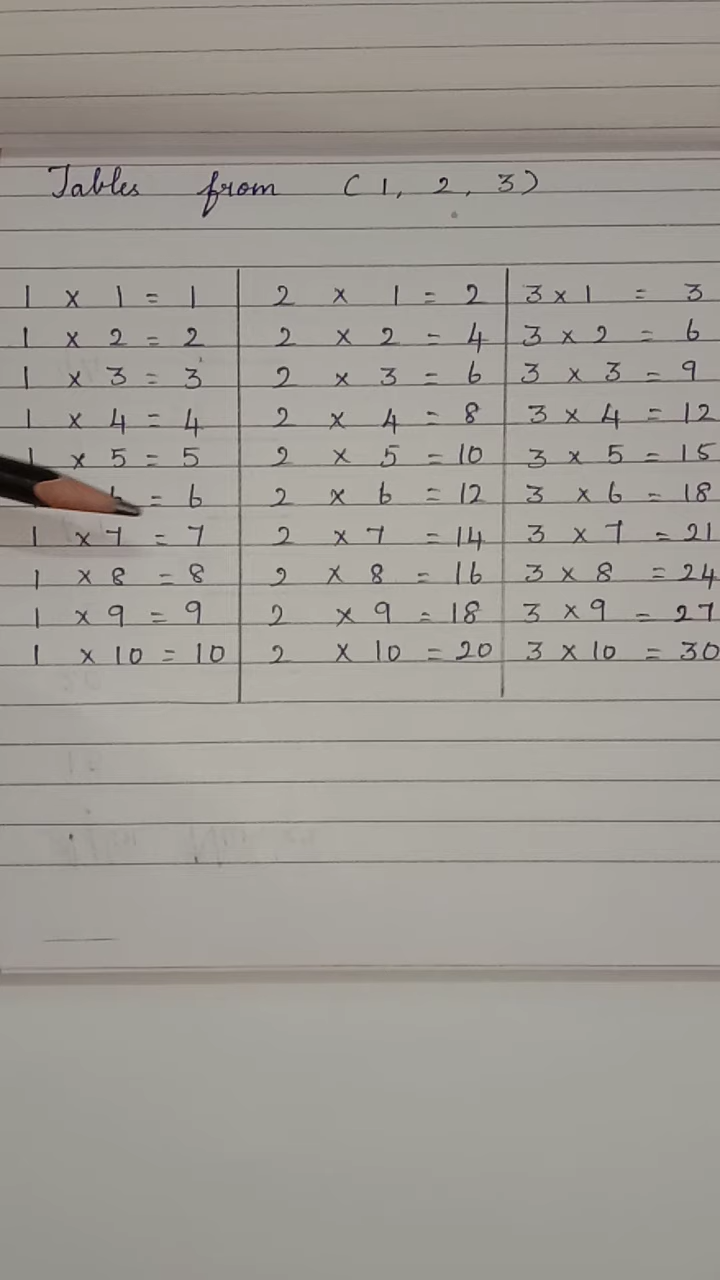 Tables from (1, 2, 3)
1 x 1 = 1 2 x 1 = 2 3 x 1 = 3
1 x 2 = 2 2 x 2 = 4 3 x 2 = 6
1 x 3 = 3 2 x 3 = 6 3 x 3 = 9
1 x 4 = 4 2 x 4 = 8 3 x 4 = 12
1 x 5 = 5 2 x 5 = 10 3 x 5 = 15
6 = 6 2 x 6 = 12 3 x 6 = 18
1 x 7 = 7 2 x 7 = 14 3 x 7 = 21
1 x 8 = 8 2 x 8 = 16 3 x 8 = 24
1 x 9 = 9 2 x 9 = 18 3 x 9 = 27
1 x 10 = 10 2 x 10 = 20 3 x 10 = 30